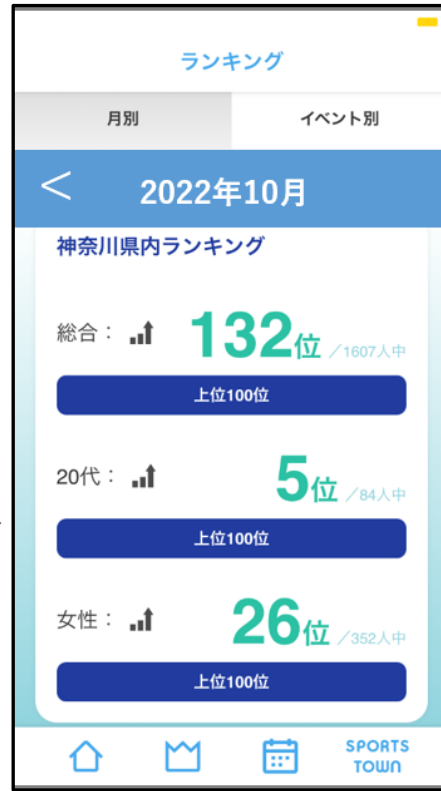 ランキング
月別 イベント別
< 2022年10月
神奈川県内ランキング
総合： 132位 ／1607人中
上位100位
20代： 5位 ／84人中
上位100位
女性： 26位 ／352人中
上位100位
SPORTS
TOWN